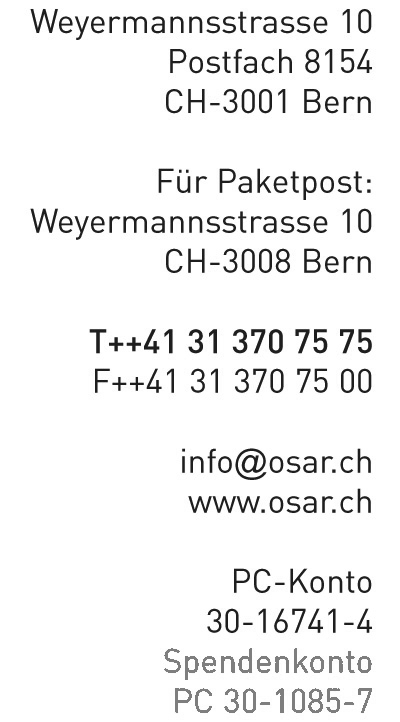 Weyermannsstrasse 10
Postfach 8154
CH-3001 Bern
Für Paketpost:
Weyermannsstrasse 10
CH-3008 Bern
T++41 31 370 75 75
F++41 31 370 75 00
info@osar.ch
www.osar.ch
PC-Konto
30-16741-4
Spendenkonto
PC 30-1085-7